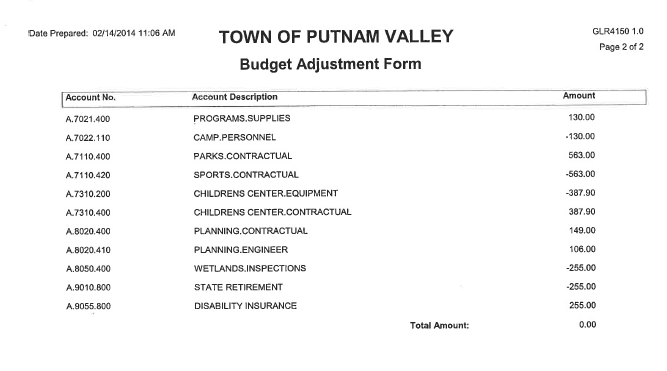 Date Prepared: 02/14/2014 11:06 AM TOWN OF PUTNAM VALLEY GLR4150 1.0
Page 2 of 2
Budget Adjustment Form
Account No. Account Description Amount
A.7021.400 PROGRAMS.SUPPLIES 130.00
A.7022.110 CAMP.PERSONNEL -130.00
A.7110.400 PARKS.CONTRACTUAL 563.00
A.7110.420 SPORTS.CONTRACTUAL -563.00
A.7310.200 CHILDRENS CENTER.EQUIPMENT -387.90
A.7310.400 CHILDRENS CENTER.CONTRACTUAL 387.90
A.8020.400 PLANNING.CONTRACTUAL 149.00
A.8020.410 PLANNING.ENGINEER 106.00
A.8050.400 WETLANDS.INSPECTIONS -255.00
A.9010.800 STATE RETIREMENT -255.00
A.9055.800 DISABILITY INSURANCE 255.00
Total Amount: 0.00